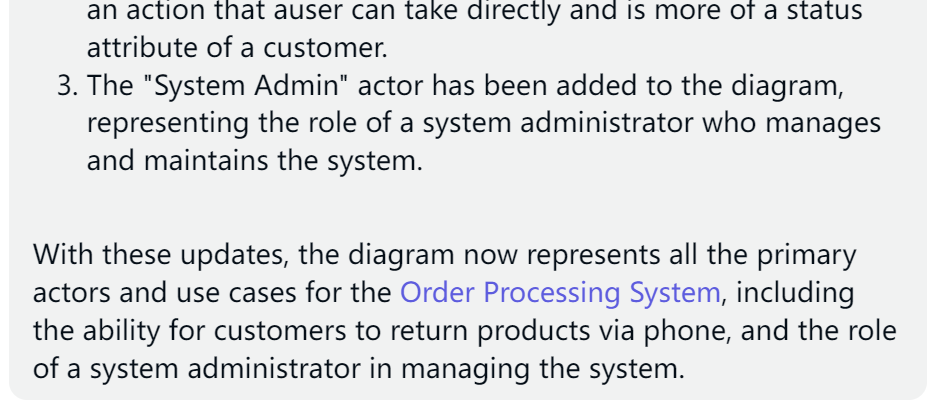 an action that auser can take directly and is more of a status
attribute of a customer.
3. The "System Admin" actor has been added to the diagram,
representing the role of a system administrator who manages
and maintains the system.
With these updates, the diagram now represents all the primary
actors and use cases for the Order Processing System, including
the ability for customers to return products via phone, and the role
of a system administrator in managing the system.